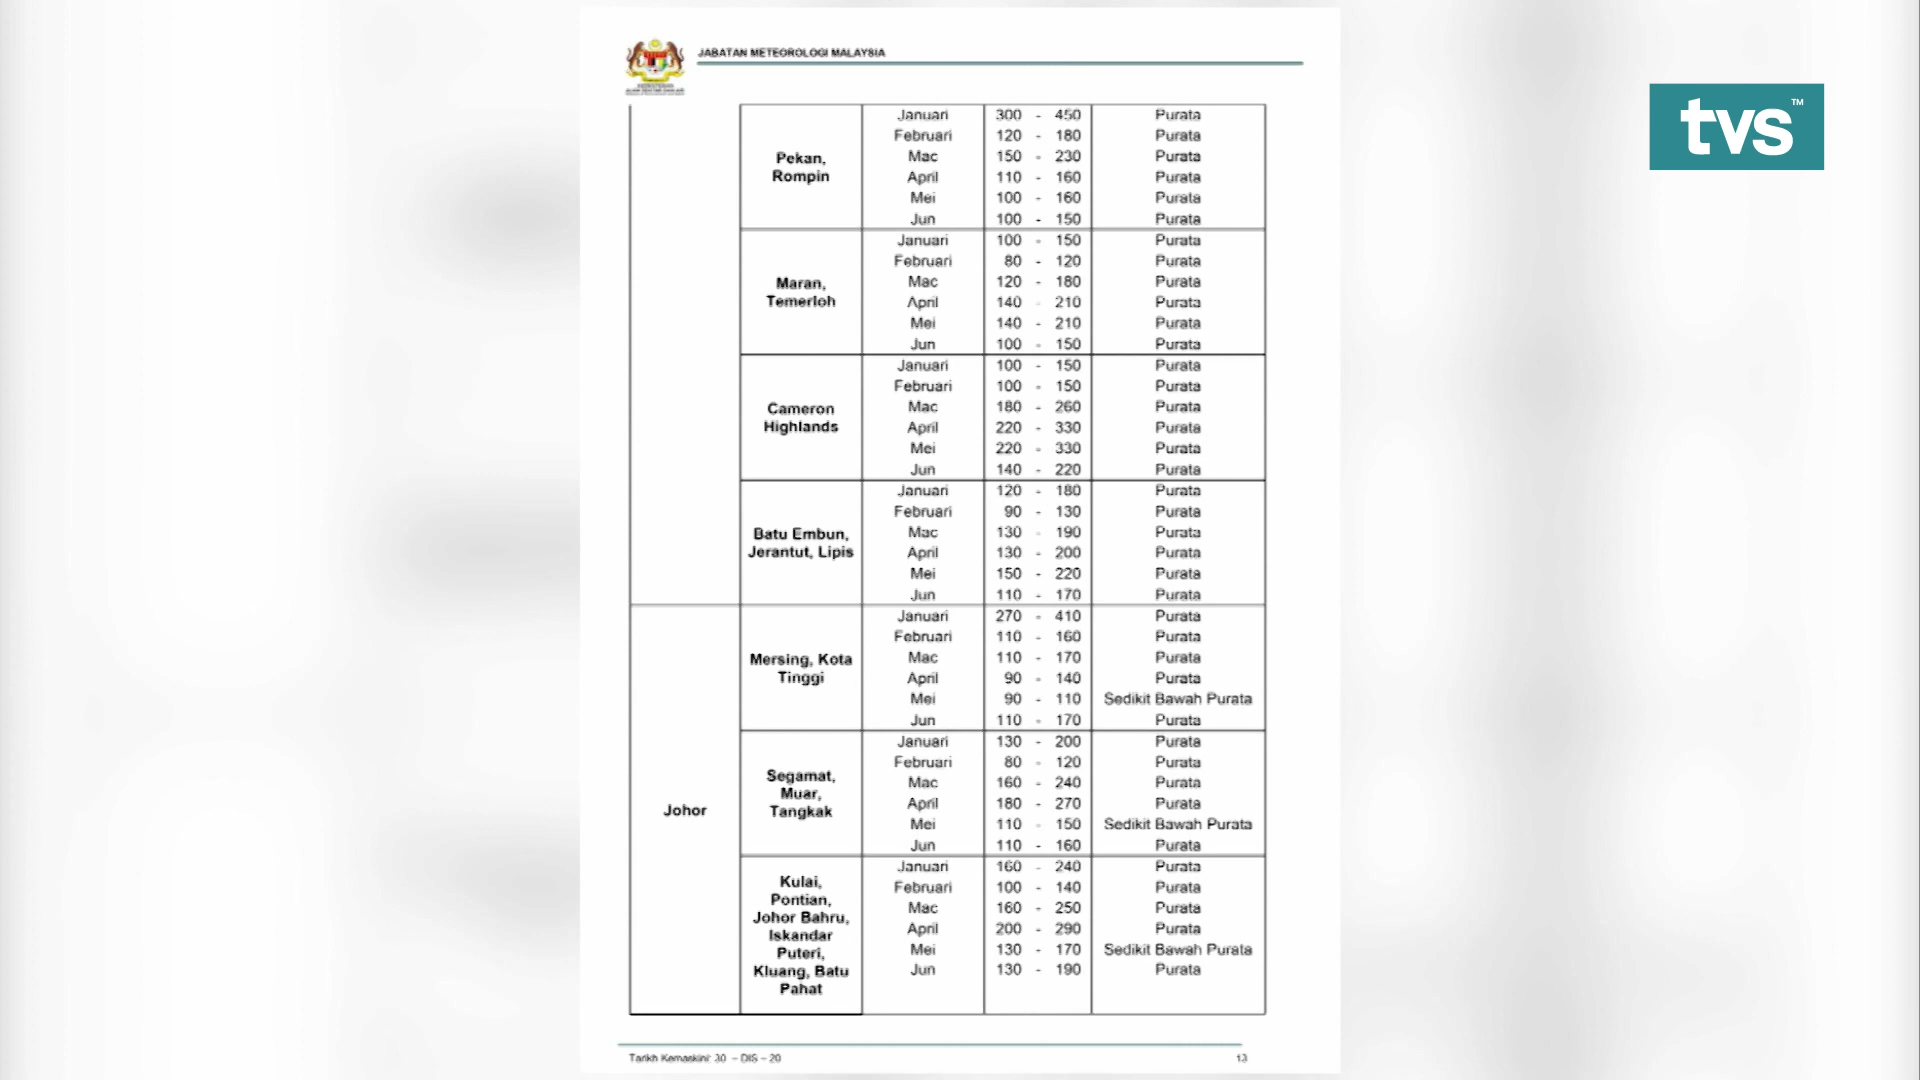 JABATAN METEOROLOGI MALAYSIA
tvs™
Pekan,
Rompin
Januari 300 - 450 Purata
Februari 120 - 180 Purata
Mac 150 - 230 Purata
April 110 - 160 Purata
Mei 100 - 160 Purata
Jun 100 - 150 Purata
Maran,
Temerloh
Januari 100 - 150 Purata
Februari 80 - 120 Purata
Mac 120 - 180 Purata
April 140 - 210 Purata
Mei 140 - 210 Purata
Jun 100 - 150 Purata
Cameron
Highlands
Januari 100 - 150 Purata
Februari 100 - 150 Purata
Mac 180 - 260 Purata
April 220 - 330 Purata
Mei 220 - 330 Purata
Jun 140 - 220 Purata
Batu Embun,
Jerantut, Lipis
Januari 120 - 180 Purata
Februari 90 - 130 Purata
Mac 130 - 190 Purata
April 130 - 200 Purata
Mei 150 - 220 Purata
Jun 110 - 170 Purata
Johor
Mersing, Kota
Tinggi
Januari 270 - 410 Purata
Februari 110 - 160 Purata
Mac 110 - 170 Purata
April 90 - 140 Purata
Mei 90 - 110 Sedikit Bawah Purata
Jun 110 - 170 Purata
Segamat,
Muar,
Tangkak
Januari 130 - 200 Purata
Februari 80 - 120 Purata
Mac 160 - 240 Purata
April 180 - 270 Purata
Mei 110 - 150 Sedikit Bawah Purata
Jun 110 - 160 Purata
Kulai,
Pontian,
Johor Bahru,
Iskandar
Puteri,
Kluang, Batu
Pahat
Januari 160 - 240 Purata
Februari 100 - 140 Purata
Mac 160 - 250 Purata
April 200 - 290 Purata
Mei 130 - 170 Sedikit Bawah Purata
Jun 130 - 190 Purata
Tarikh Kemaskini: 30 – DIS – 20
13